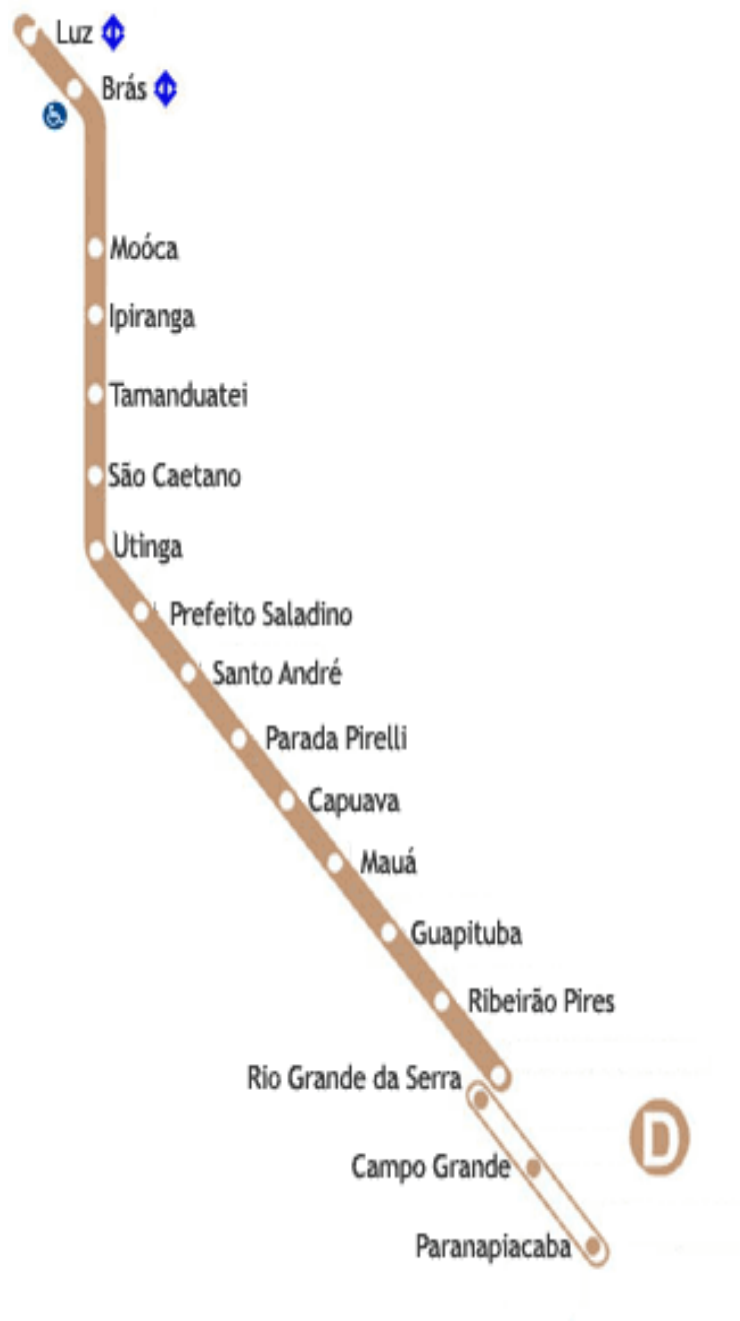 Luz
Brás
Moóca
Ipiranga
Tamanduatei
São Caetano
Utinga
Prefeito Saladino
Santo André
Parada Pirelli
Capuava
Mauá
Guapituba
Ribeirão Pires
Rio Grande da Serra
D
Campo Grande
Paranapiacaba